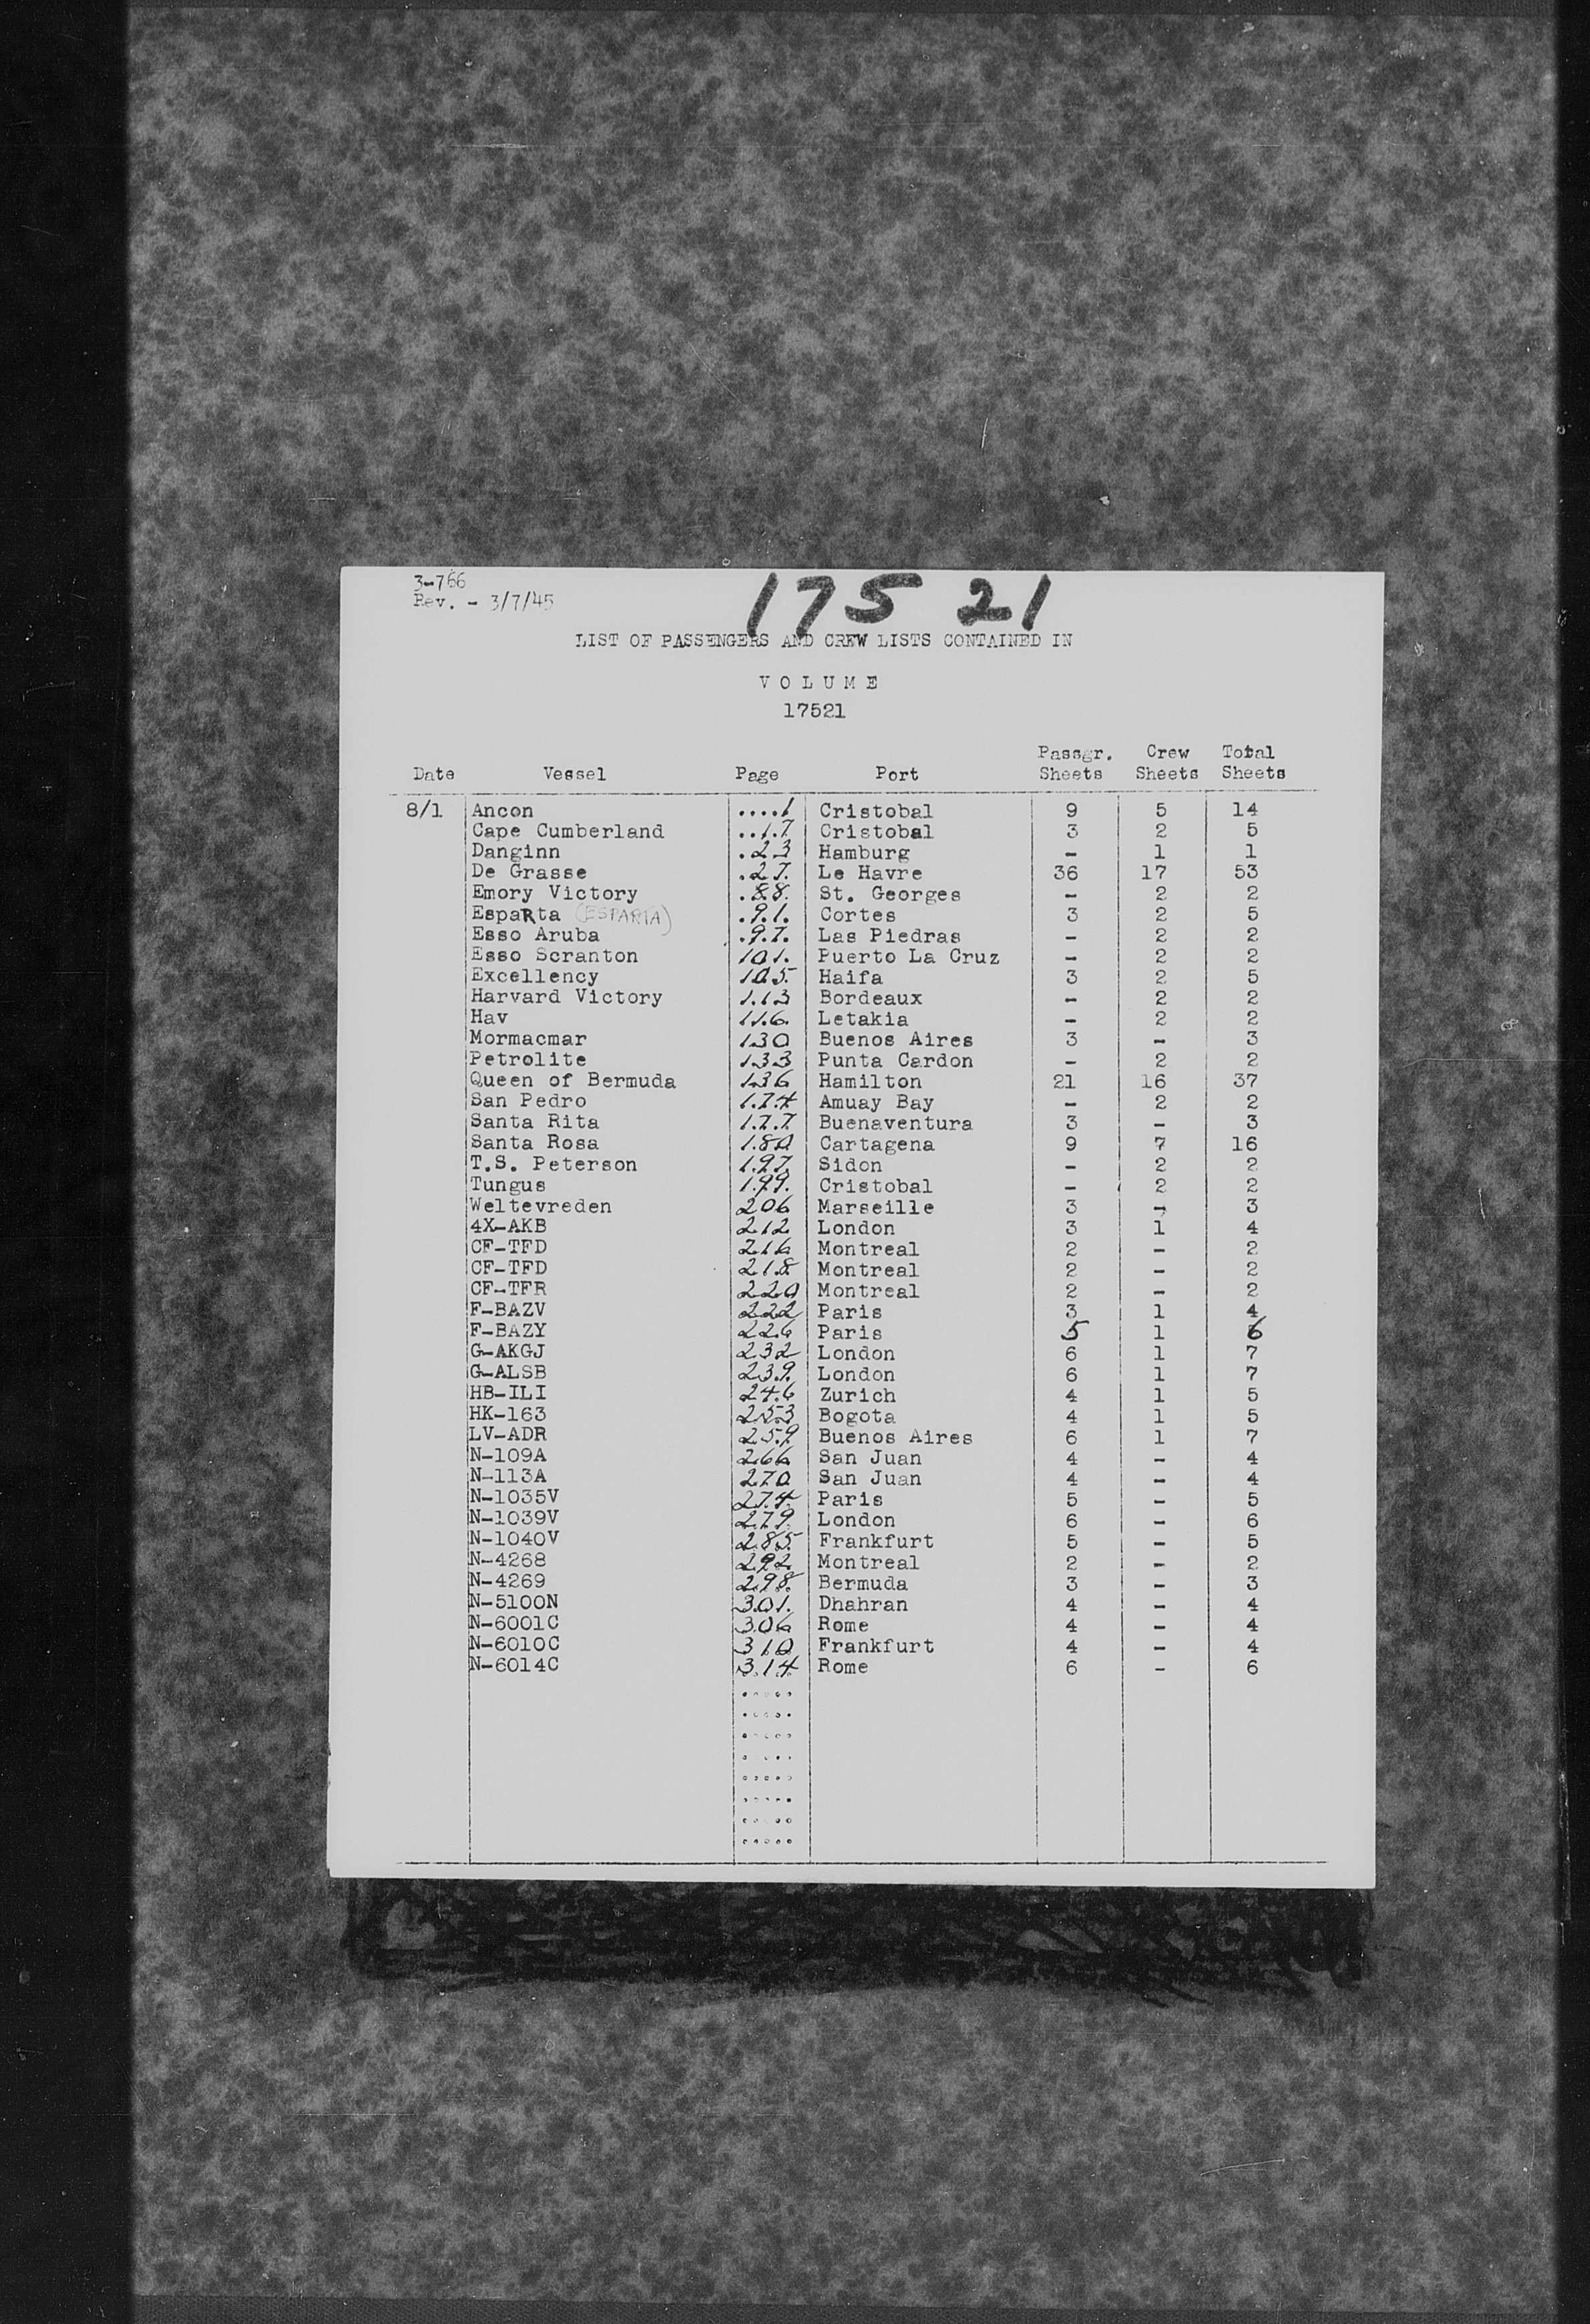 3-766
Rev. - 3/7/45
17521
LIST OF PASSENGERS AND CREW LISTS CONTAINED IN
VOLUME
17521
Date Vessel Page Port Passgr. Sheets Crew Sheets Total Sheets
8/1 Ancon ....1 Cristobal 9 5 14
Cape Cumberland ..17 Cristobal 3 2 5
Danginn .23 Hamburg - 1 1
De Grasse .27. Le Havre 36 17 53
Emory Victory .88. St. Georges - 2 2
EspaRta (ESPARTA) .91. Cortes 3 2 5
Esso Aruba .97. Las Piedras - 2 2
Esso Scranton 101. Puerto La Cruz - 2 2
Excellency 105. Haifa 3 2 5
Harvard Victory 113 Bordeaux - 2 2
Hav 116. Letakia - 2 2
Mormacmar 130 Buenos Aires 3 - 3
Petrolite 133 Punta Cardon - 2 2
Queen of Bermuda 136 Hamilton 21 16 37
San Pedro 174 Amuay Bay - 2 2
Santa Rita 177 Buenaventura 3 - 3
Santa Rosa 180 Cartagena 9 7 16
T.S. Peterson 197. Sidon - 2 2
Tungus 199. Cristobal - 2 2
Weltevreden 206 Marseille 3 - 3
4X-AKB 212 London 3 1 4
CF-TFD 216 Montreal 2 - 2
CF-TFD 218 Montreal 2 - 2
CF-TFR 220 Montreal 2 - 2
F-BAZV 222 Paris 3 1 4
F-BAZY 226 Paris 5 1 6
G-AKGJ 232 London 6 1 7
G-ALSB 239. London 6 1 7
HB-ILI 246 Zurich 4 1 5
HK-163 253 Bogota 4 1 5
LV-ADR 259 Buenos Aires 6 1 7
N-109A 266 San Juan 4 - 4
N-113A 270 San Juan 4 - 4
N-1035V 274. Paris 5 - 5
N-1039V 279. London 6 - 6
N-1040V 285. Frankfurt 5 - 5
N-4268 292. Montreal 2 - 2
N-4269 298. Bermuda 3 - 3
N-5100N 301. Dhahran 4 - 4
N-6001C 306 Rome 4 - 4
N-6010C 310 Frankfurt 4 - 4
N-6014C 314 Rome 6 - 6